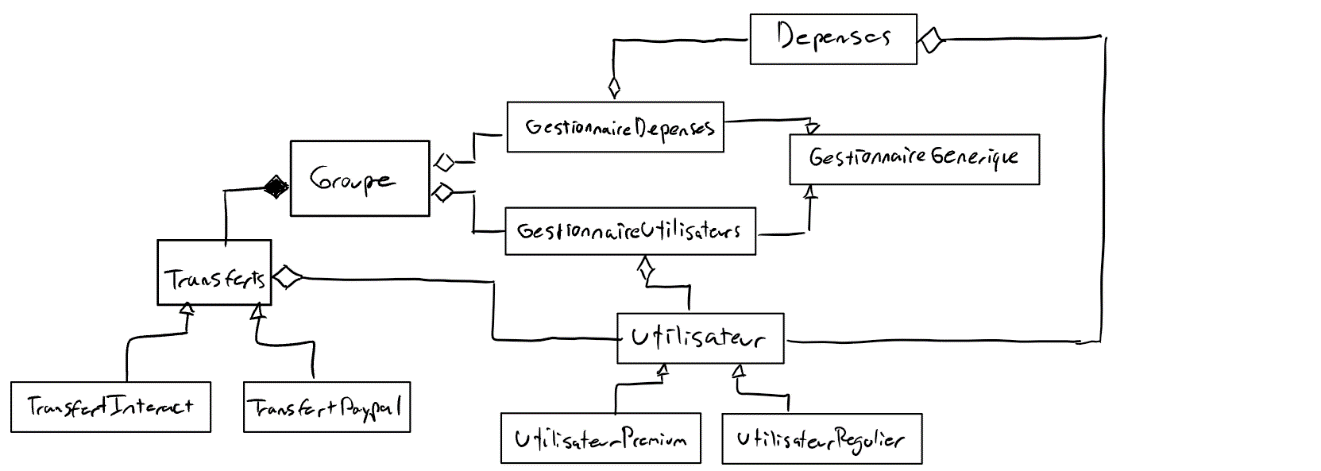 Depenses
GestionnaireDepenses
GestionnaireGenerique
Groupe
GestionnaireUtilisateurs
Transferts
Utilisateur
TransfertInteract
TransfertPaypal
UtilisateurPremium
UtilisateurRegulier